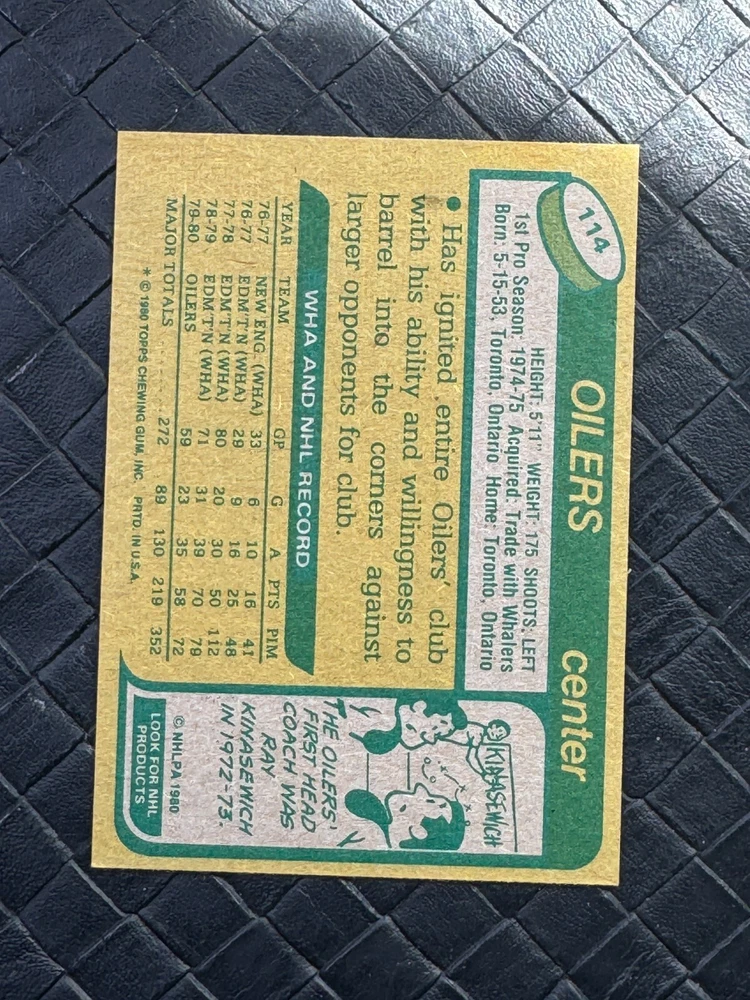 114
OILERS center
HEIGHT: 5'11" WEIGHT: 175 SHOOTS: LEFT
1st Pro Season: 1974-75 Acquired: Trade with Whalers
Born: 5-15-53, Toronto, Ontario Home: Toronto, Ontario
• Has ignited entire Oilers' club
with his ability and willingness to
barrel into the corners against
larger opponents for club.
WHA AND NHL RECORD
YEAR TEAM GP G A PTS PIM
76-77 NEW ENG. (WHA) 33 6 10 16 41
76-77 EDM'T'N (WHA) 29 9 16 25 48
77-78 EDM'T'N (WHA) 80 20 30 50 112
78-79 EDM'T'N (WHA) 71 31 39 70 79
79-80 OILERS 59 23 35 58 72
MAJOR TOTALS ........ 272 89 130 219 352
* © 1980 TOPPS CHEWING GUM, INC. PRTD. IN U.S.A.
KINASEWICH
THE OILERS'
FIRST HEAD
COACH WAS
RAY
KINASEWICH
IN 1972-73.
© NHLPA 1980
LOOK FOR NHL
PRODUCTS